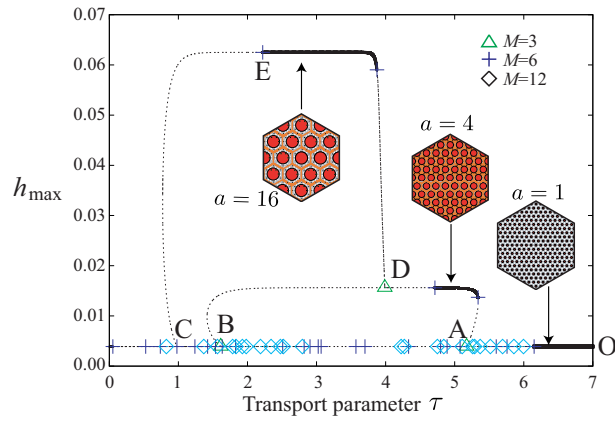 0.07
0.06
0.05
0.04
0.03
0.02
0.01
0.00
h_max
0 1 2 3 4 5 6 7
Transport parameter τ
M=3
M=6
M=12
E
a = 16
a = 4
a = 1
D
C
B
A
O